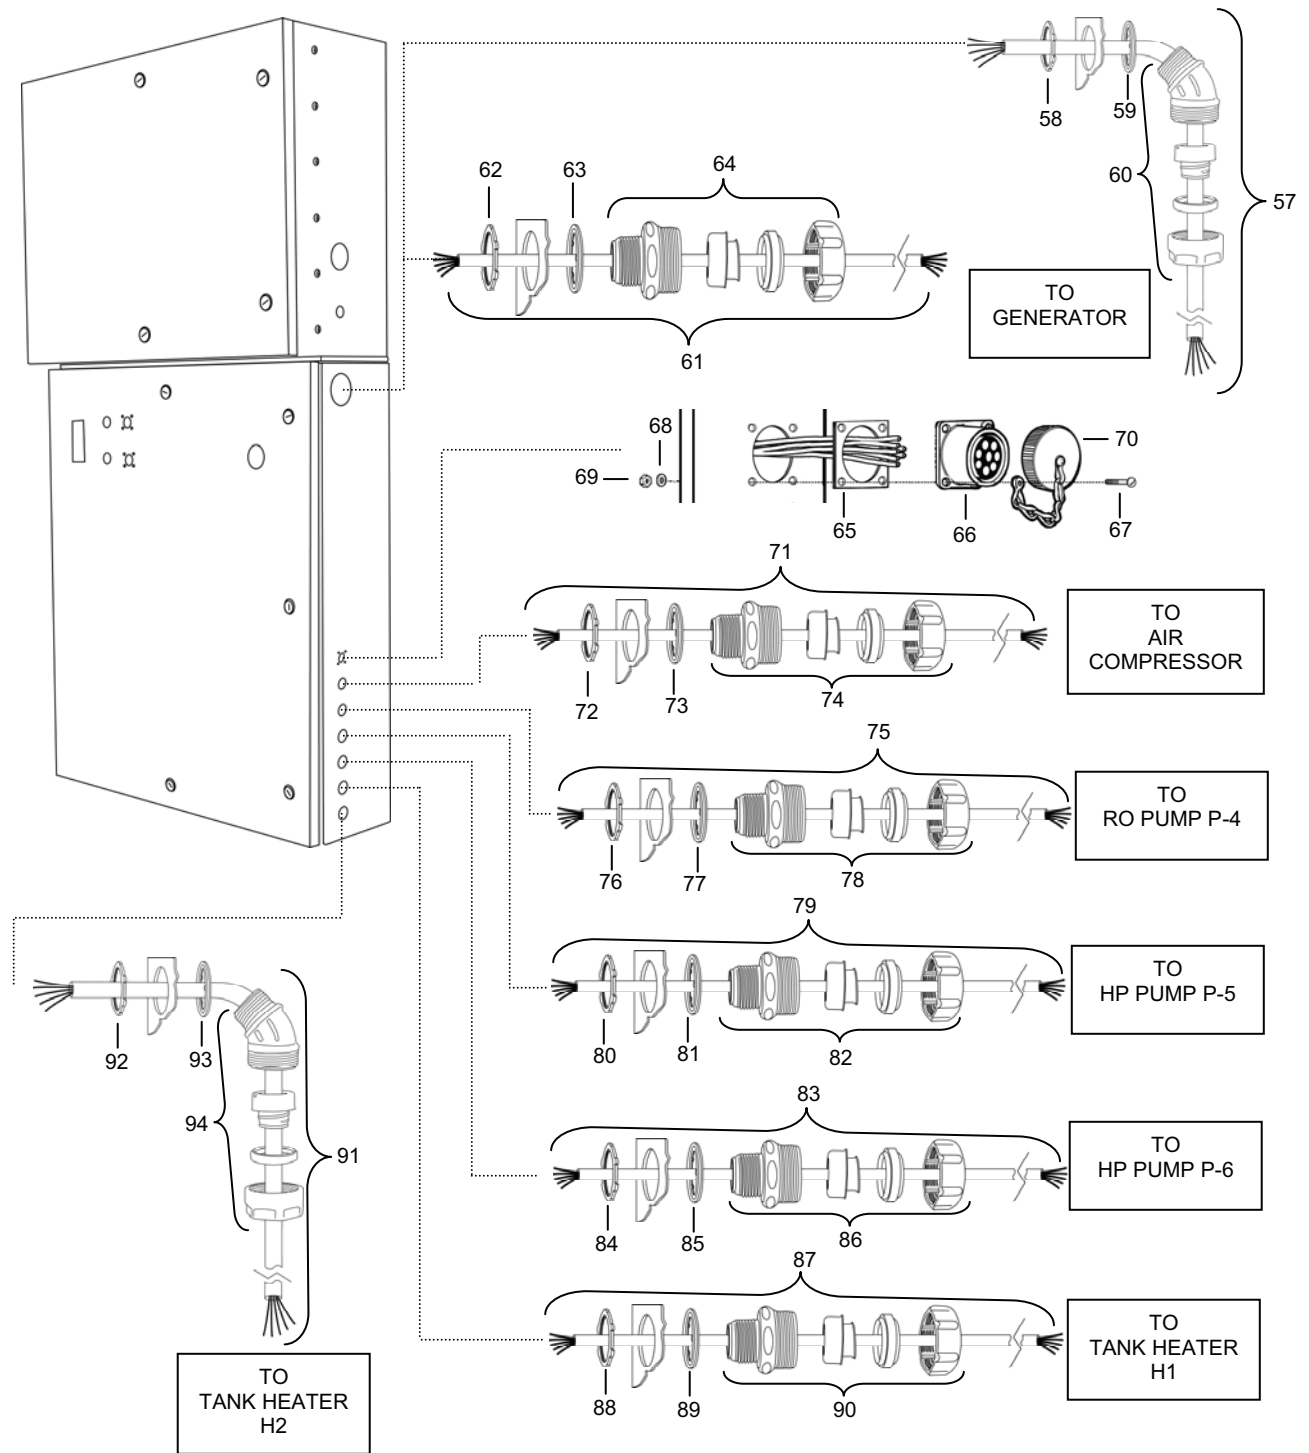 58
59
60
57
62
63
64
61
TO
GENERATOR
68
69
65
66
67
70
71
72
73
74
TO
AIR
COMPRESSOR
75
76
77
78
TO
RO PUMP P-4
79
80
81
82
TO
HP PUMP P-5
83
84
85
86
TO
HP PUMP P-6
87
88
89
90
TO
TANK HEATER
H1
92
93
94
91
TO
TANK HEATER
H2